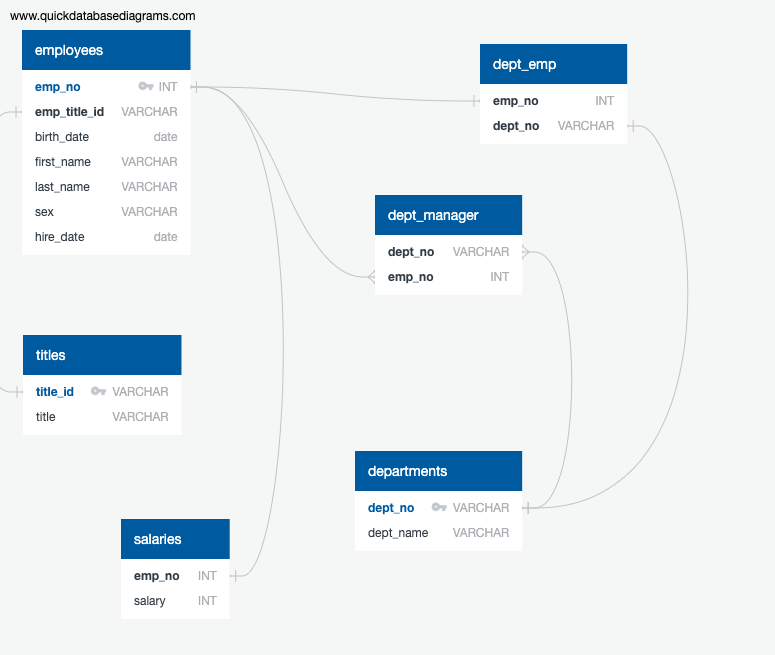 www.quickdatabasediagrams.com
employees
emp_no INT
emp_title_id VARCHAR
birth_date date
first_name VARCHAR
last_name VARCHAR
sex VARCHAR
hire_date date
dept_emp
emp_no INT
dept_no VARCHAR
dept_manager
dept_no VARCHAR
emp_no INT
titles
title_id VARCHAR
title VARCHAR
departments
dept_no VARCHAR
dept_name VARCHAR
salaries
emp_no INT
salary INT